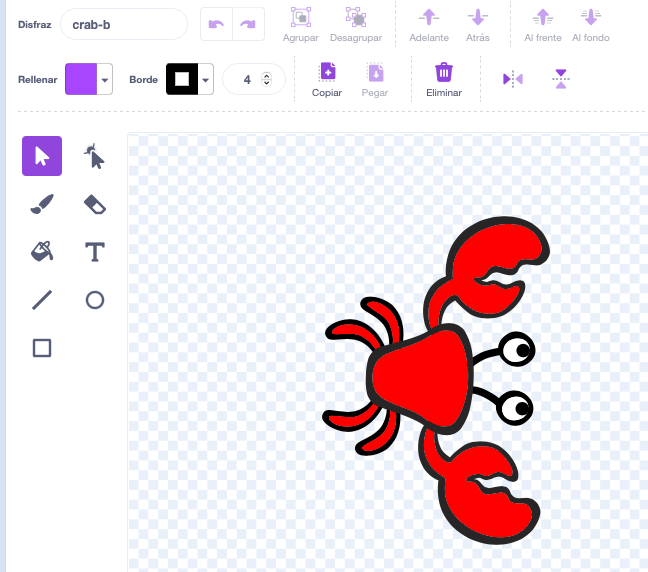 Disfraz crab-b
Agrupar Desagrupar Adelante Atrás Al frente Al fondo
Rellenar Borde 4
Copiar Pegar Eliminar
T